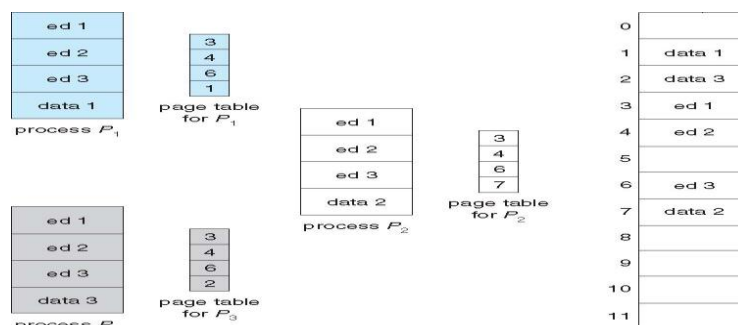 ed 1
ed 2
ed 3
data 1
process P1
3
4
6
1
page table
for P1
ed 1
ed 2
ed 3
data 2
process P2
3
4
6
7
page table
for P2
ed 1
ed 2
ed 3
data 3
process P
3
4
6
2
page table
for P3
0
1 data 1
2 data 3
3 ed 1
4 ed 2
5
6 ed 3
7 data 2
8
9
10
11